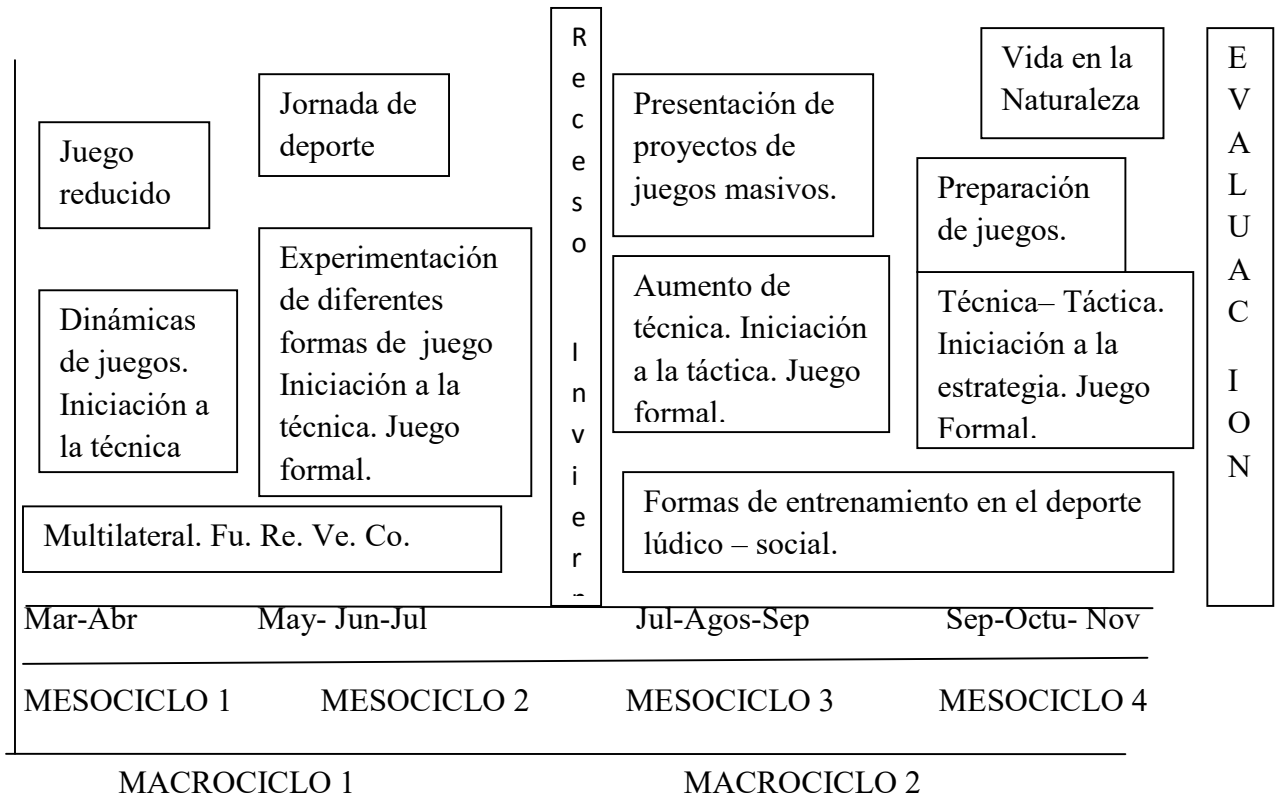 Juego
reducido
Dinámicas
de juegos.
Iniciación a
la técnica
Jornada de
deporte
Experimentación
de diferentes
formas de juego
Iniciación a la
técnica. Juego
formal.
Multilateral. Fu. Re. Ve. Co.
R
e
c
e
s
o
I
n
v
i
e
r
Presentación de
proyectos de
juegos masivos.
Aumento de
técnica. Iniciación
a la táctica. Juego
formal.
Vida en la
Naturaleza
Preparación
de juegos.
Técnica– Táctica.
Iniciación a la
estrategia. Juego
Formal.
Formas de entrenamiento en el deporte
lúdico – social.
E
V
A
L
U
A
C
I
O
N
Mar-Abr May- Jun-Jul Jul-Agos-Sep Sep-Octu- Nov
MESOCICLO 1 MESOCICLO 2 MESOCICLO 3 MESOCICLO 4
MACROCICLO 1 MACROCICLO 2